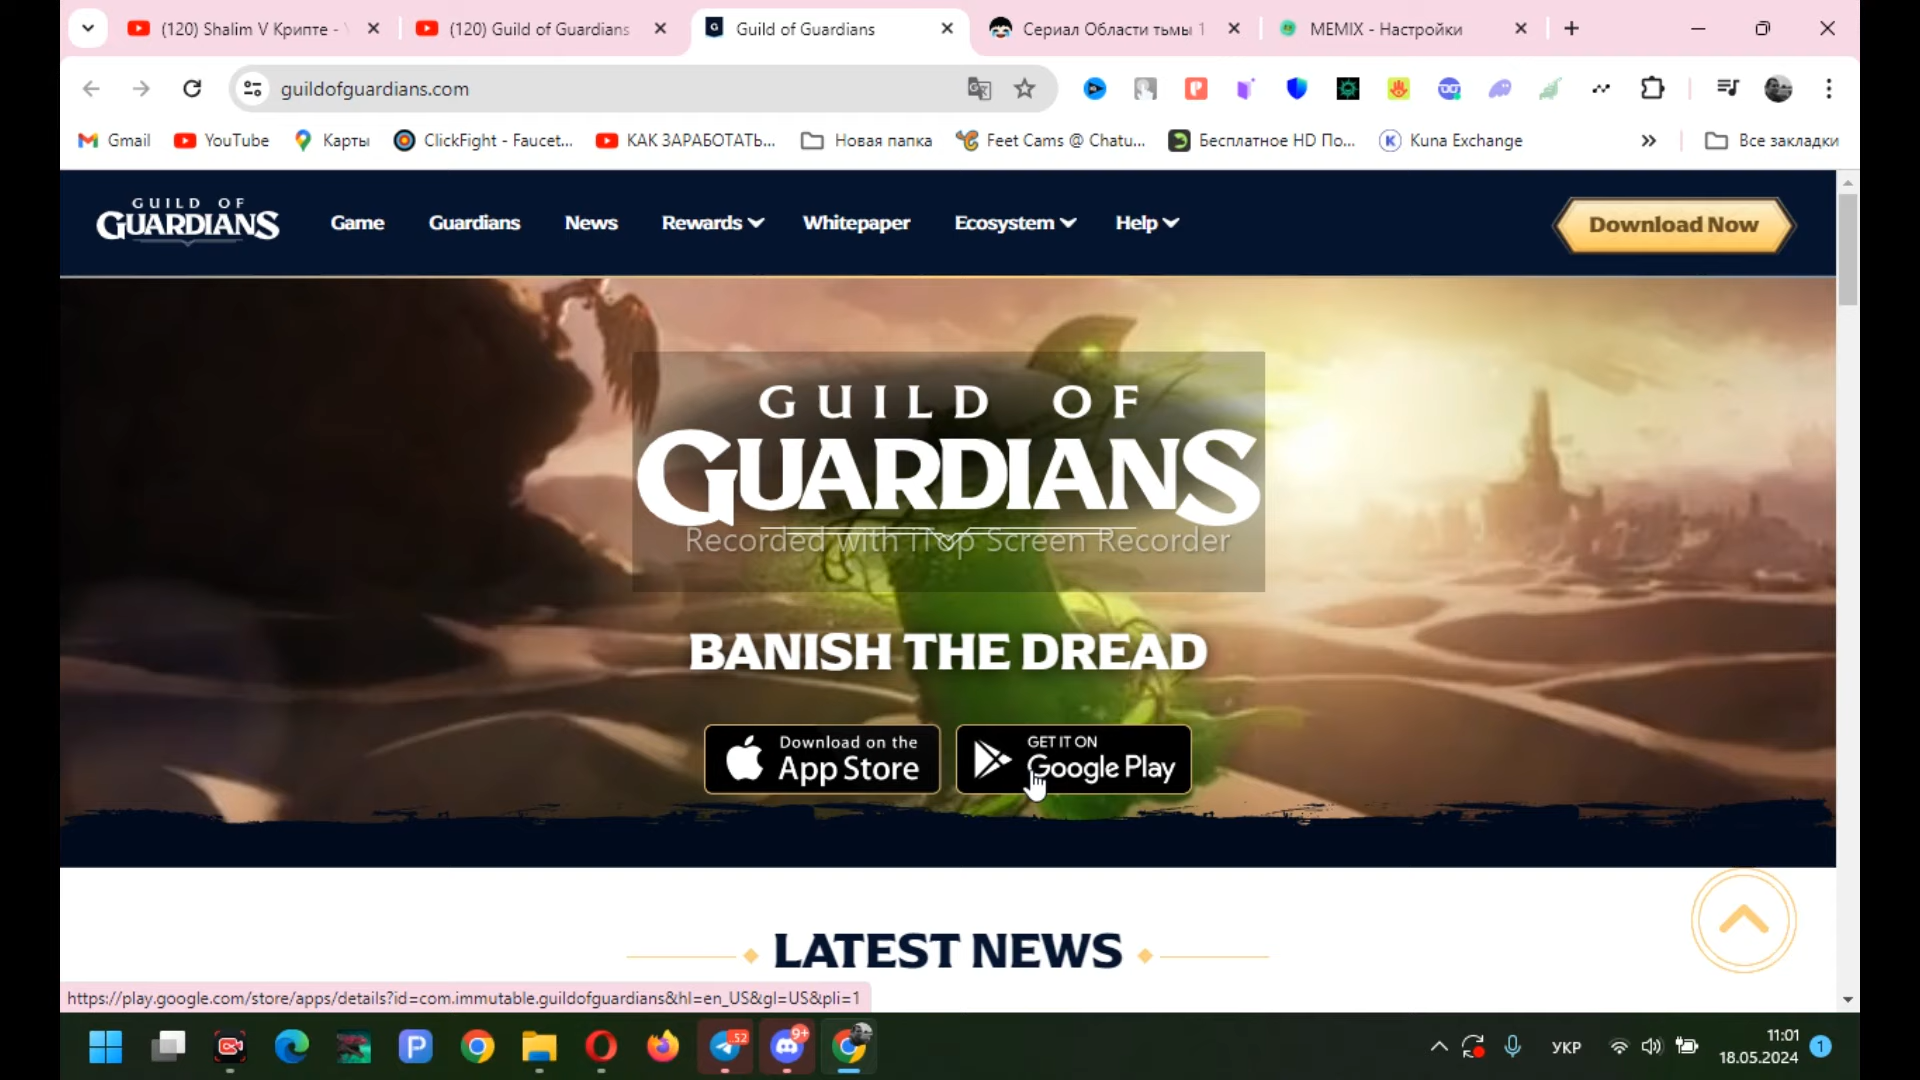 (120) Shalim V Крипте -
(120) Guild of Guardians
Guild of Guardians
Сериал Области тьмы 1
MEMIX - Настройки
guildofguardians.com
Gmail
YouTube
Карты
ClickFight - Faucet...
КАК ЗАРАБОТАТЬ...
Новая папка
Feet Cams @ Chatu...
Бесплатное HD По...
Kuna Exchange
Все закладки
GUILD OF
GUARDIANS
Game
Guardians
News
Rewards
Whitepaper
Ecosystem
Help
Download Now
GUILD OF
GUARDIANS
Recorded with iTop Screen Recorder
BANISH THE DREAD
Download on the
App Store
GET IT ON
Google Play
LATEST NEWS
https://play.google.com/store/apps/details?id=com.immutable.guildofguardians&hl=en_US&gl=US&pli=1
52
9+
УКР
11:01
18.05.2024
1